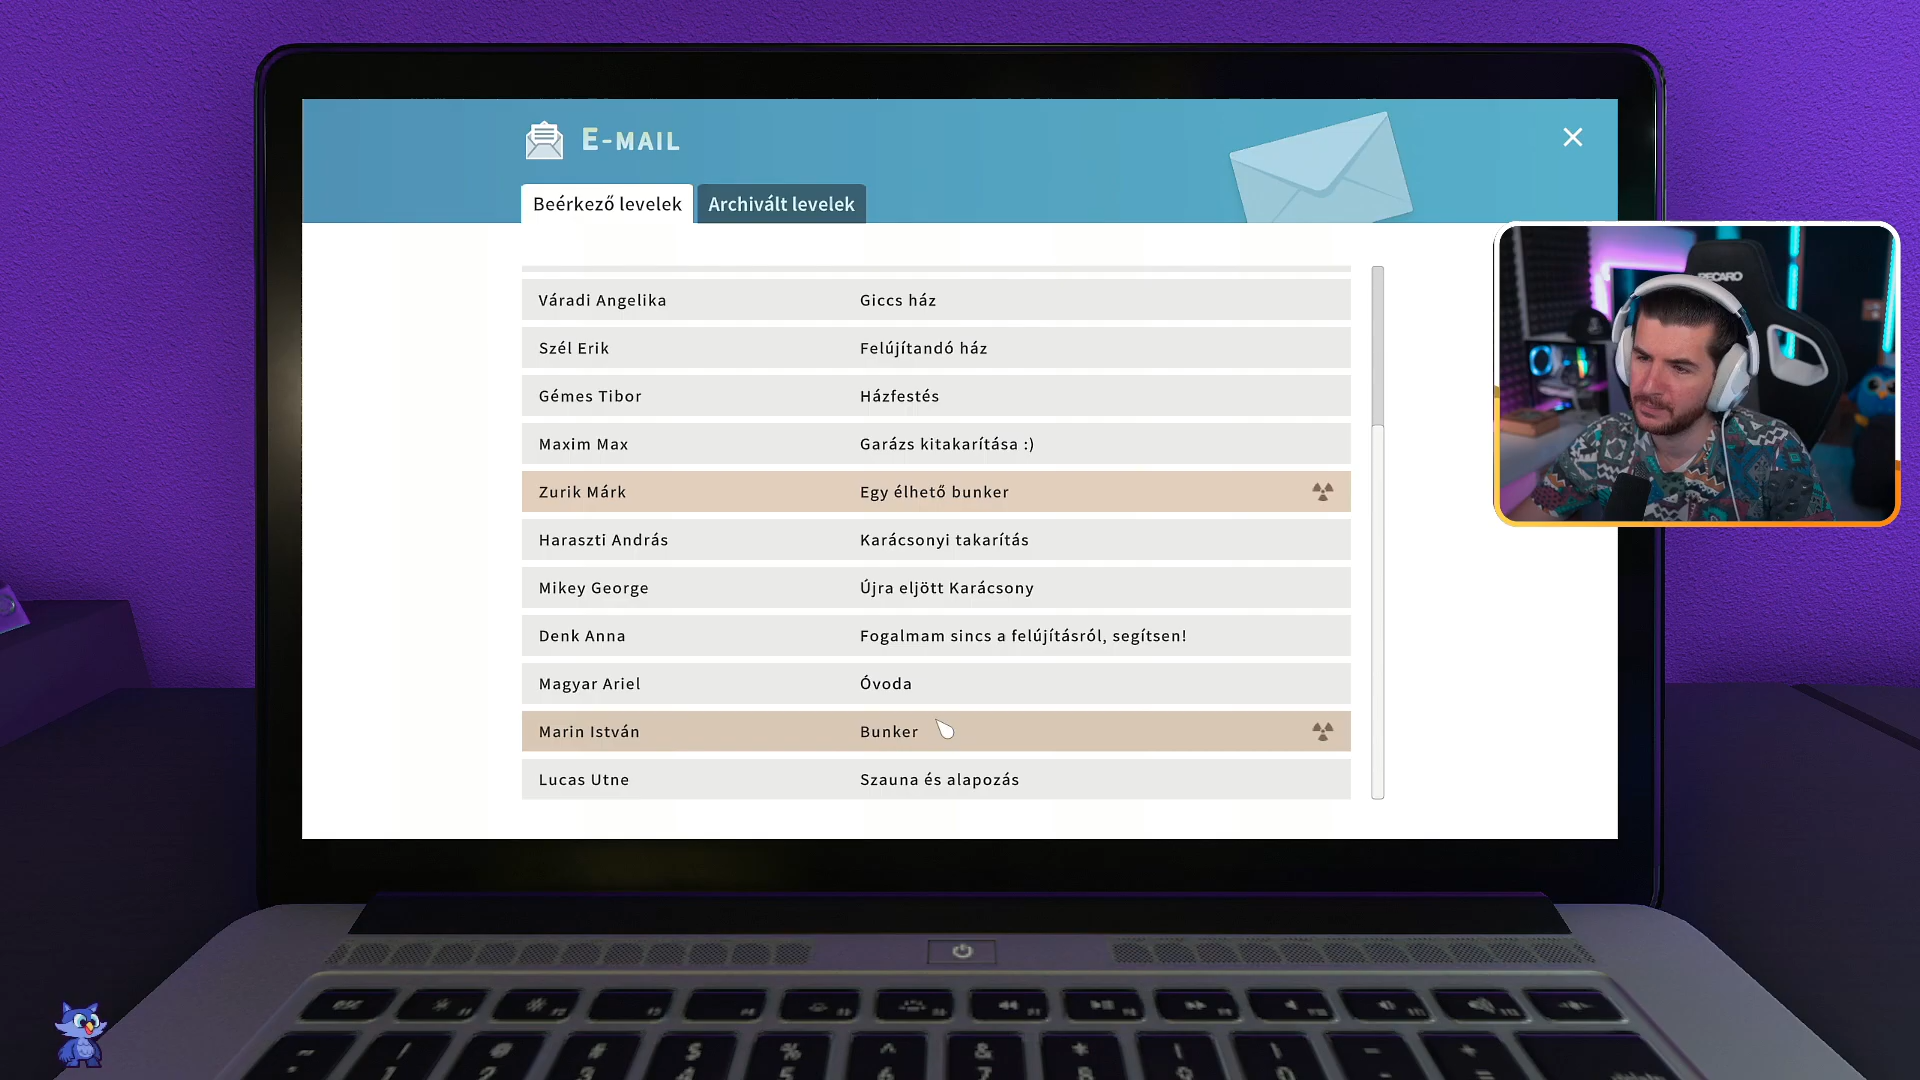 E-MAIL
Beérkező levelek
Archivált levelek
Váradi Angelika Giccs ház
Szél Erik Felújítandó ház
Gémes Tibor Házfestés
Maxim Max Garázs kitakarítása :)
Zurik Márk Egy élhető bunker
Haraszti András Karácsonyi takarítás
Mikey George Újra eljött Karácsony
Denk Anna Fogalmam sincs a felújításról, segítsen!
Magyar Ariel Óvoda
Marin István Bunker
Lucas Utne Szauna és alapozás
RECARO
esc